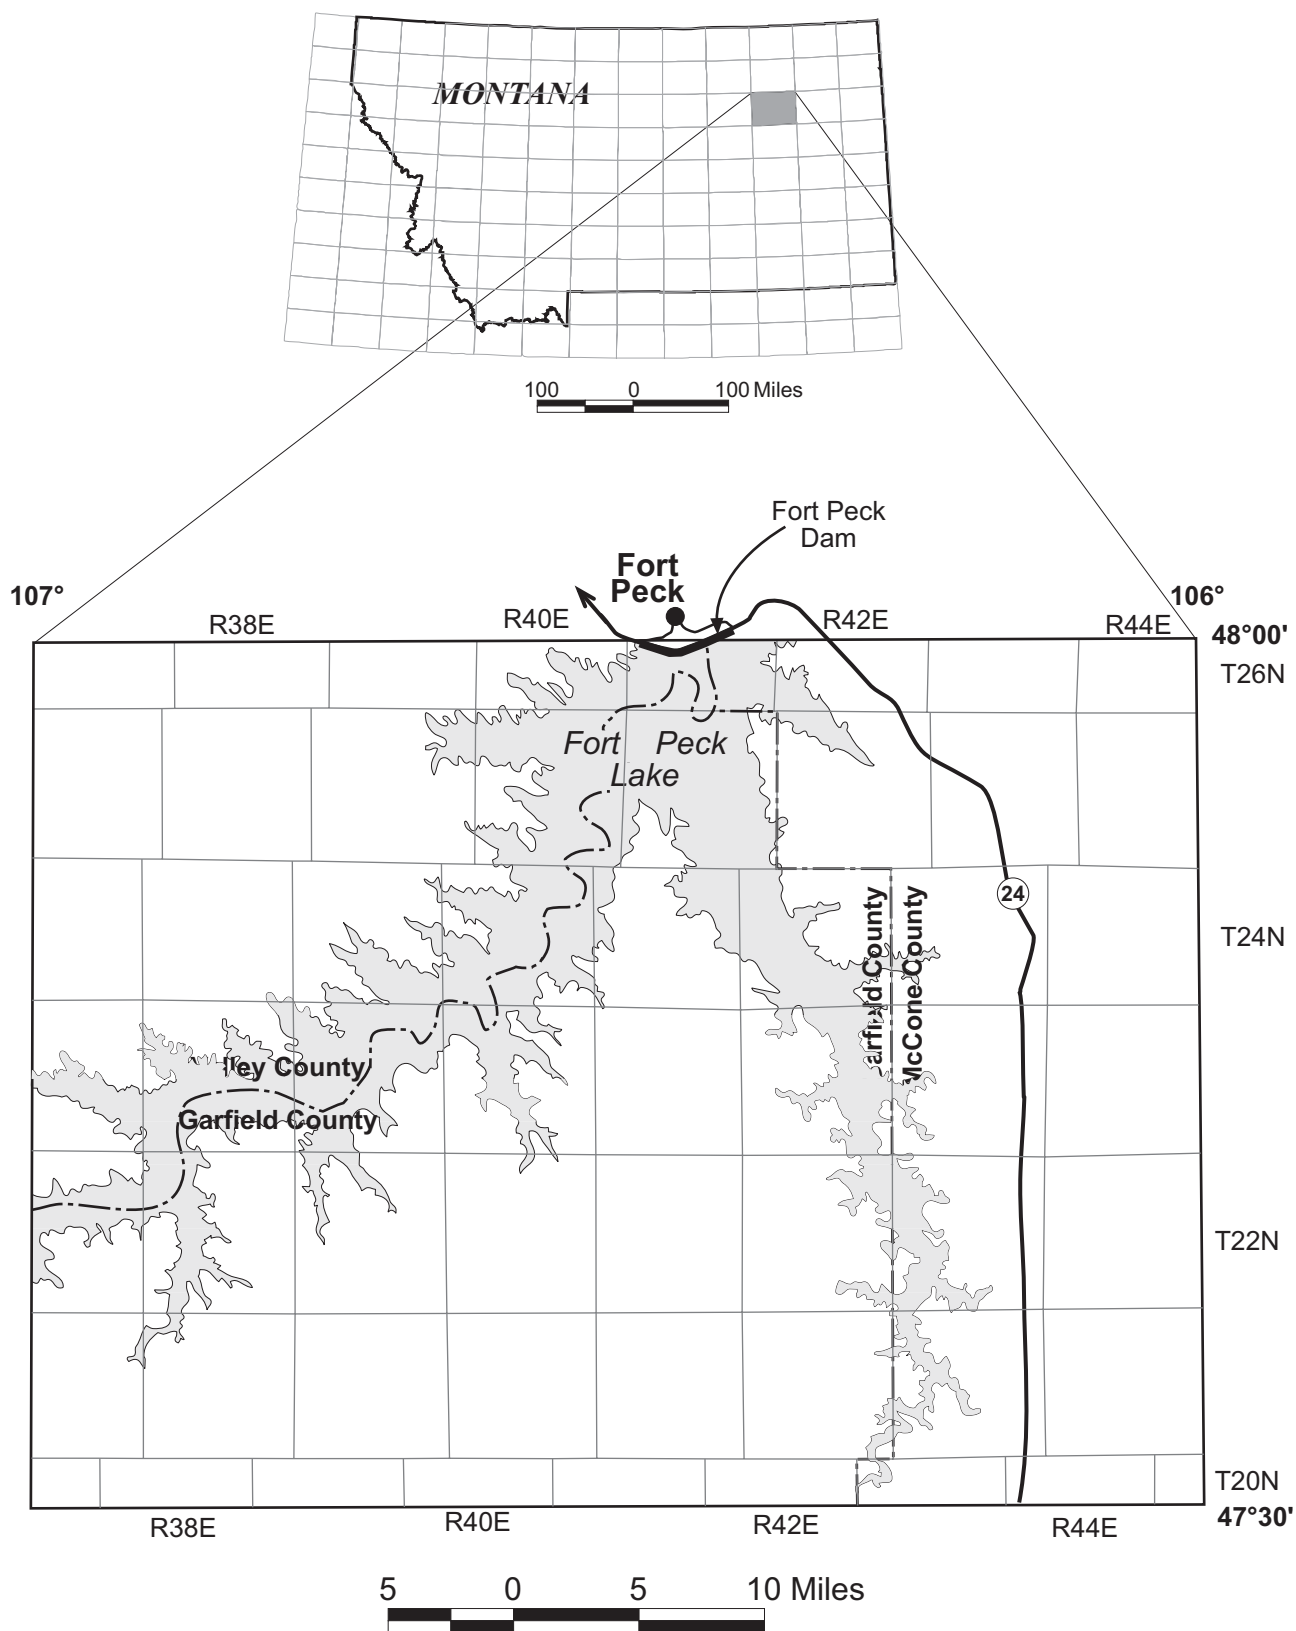 MONTANA
100 0 100 Miles
Fort Peck
Dam
Fort
Peck
107°
106°
R38E R40E R42E R44E
48°00'
T26N
Fort Peck
Lake
24
T24N
arfield County
McCone County
lley County
Garfield County
T22N
T20N
47°30'
R38E R40E R42E R44E
5 0 5 10 Miles